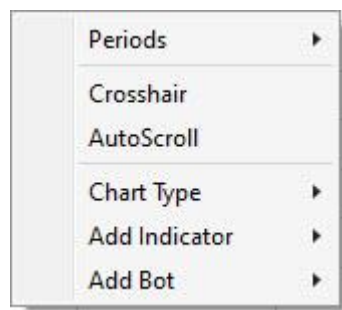 Periods
Crosshair
AutoScroll
Chart Type
Add Indicator
Add Bot